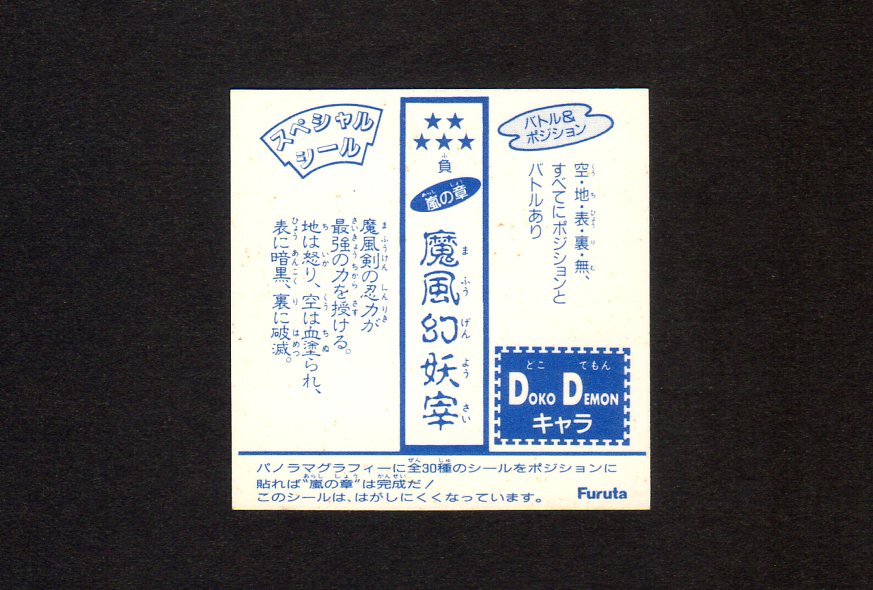 バトル&
ポジション
空・地・表・裏・無、
すべてにポジションと
バトルあり
DOKO DEMON
どこ でもん
キャラ
★★
★★★
負
嵐の章
魔風幻妖宰
スペシャル
シール
魔風剣の忍力が
最強の力を授ける。
地は怒り、空は血塗られ、
表に暗黒、裏に破滅。
パノラマグラフィーに全30種のシールをポジションに
貼れば"嵐の章"は完成だ!
このシールは、はがしにくくなっています。
Furuta